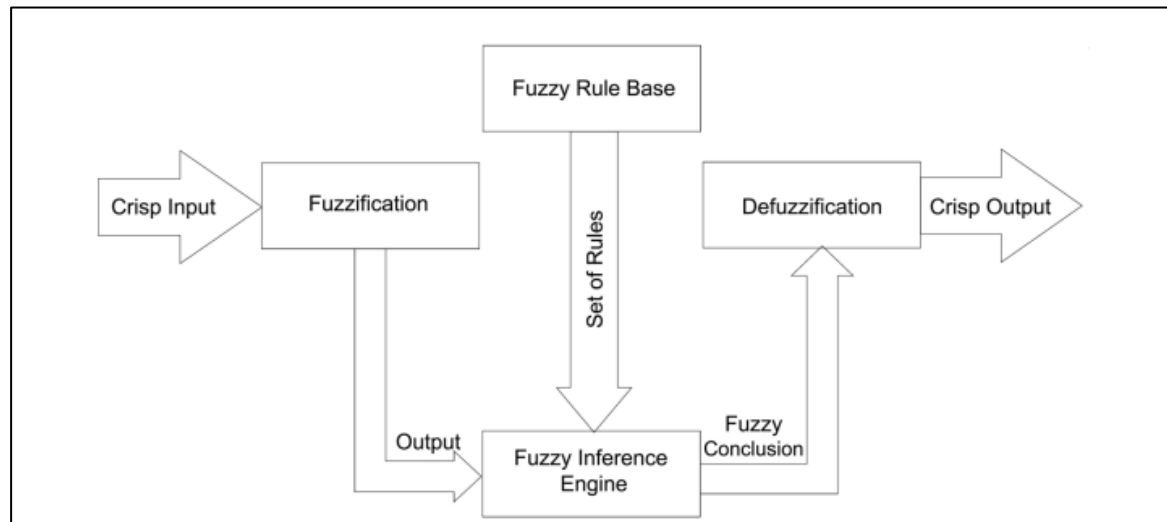 Fuzzy Rule Base
Crisp Input
Fuzzification
Set of Rules
Defuzzification
Crisp Output
Output
Fuzzy Inference
Engine
Fuzzy
Conclusion